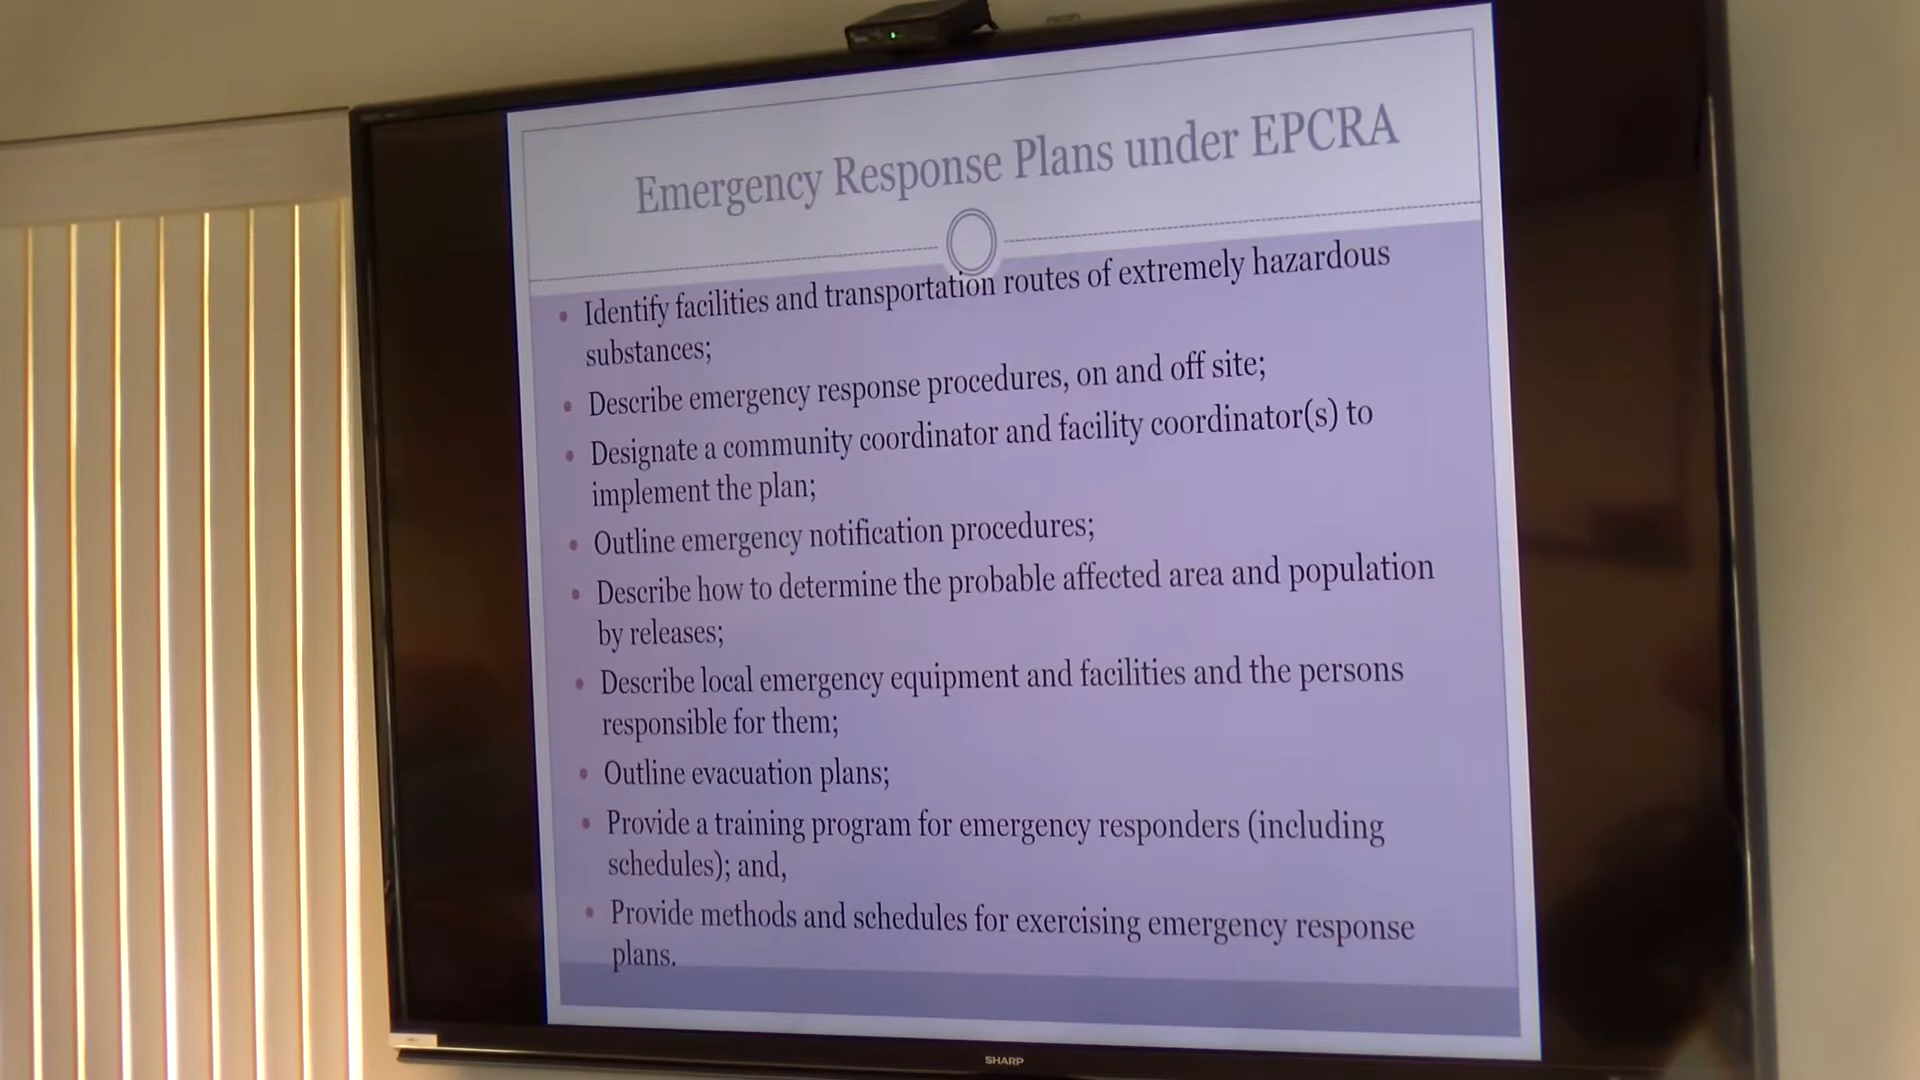 Emergency Response Plans under EPCRA
• Identify facilities and transportation routes of extremely hazardous
substances;
• Describe emergency response procedures, on and off site;
• Designate a community coordinator and facility coordinator(s) to
implement the plan;
• Outline emergency notification procedures;
• Describe how to determine the probable affected area and population
by releases;
• Describe local emergency equipment and facilities and the persons
responsible for them;
• Outline evacuation plans;
• Provide a training program for emergency responders (including
schedules); and,
• Provide methods and schedules for exercising emergency response
plans.
SHARP